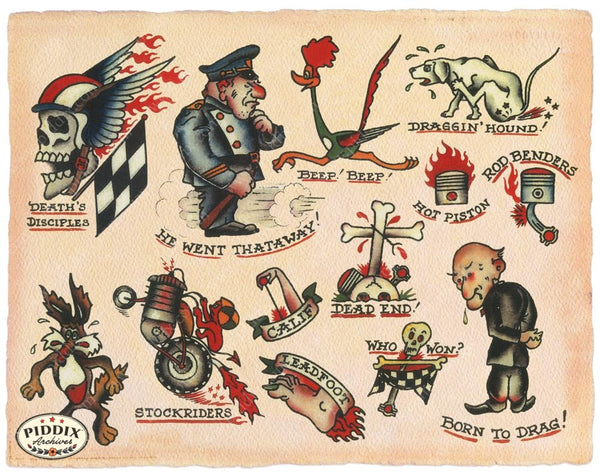 "DEATH'S
DISCIPLES
HE WENT THATAWAY!
BEEP! BEEP!
DRAGGIN' HOUND!
HOT PISTON
ROD BENDERS
STOCKRIDERS
CALIF
LEADFOOT
DEAD END!
WHO WON?
BORN TO DRAG!
PIDDIX
Archives